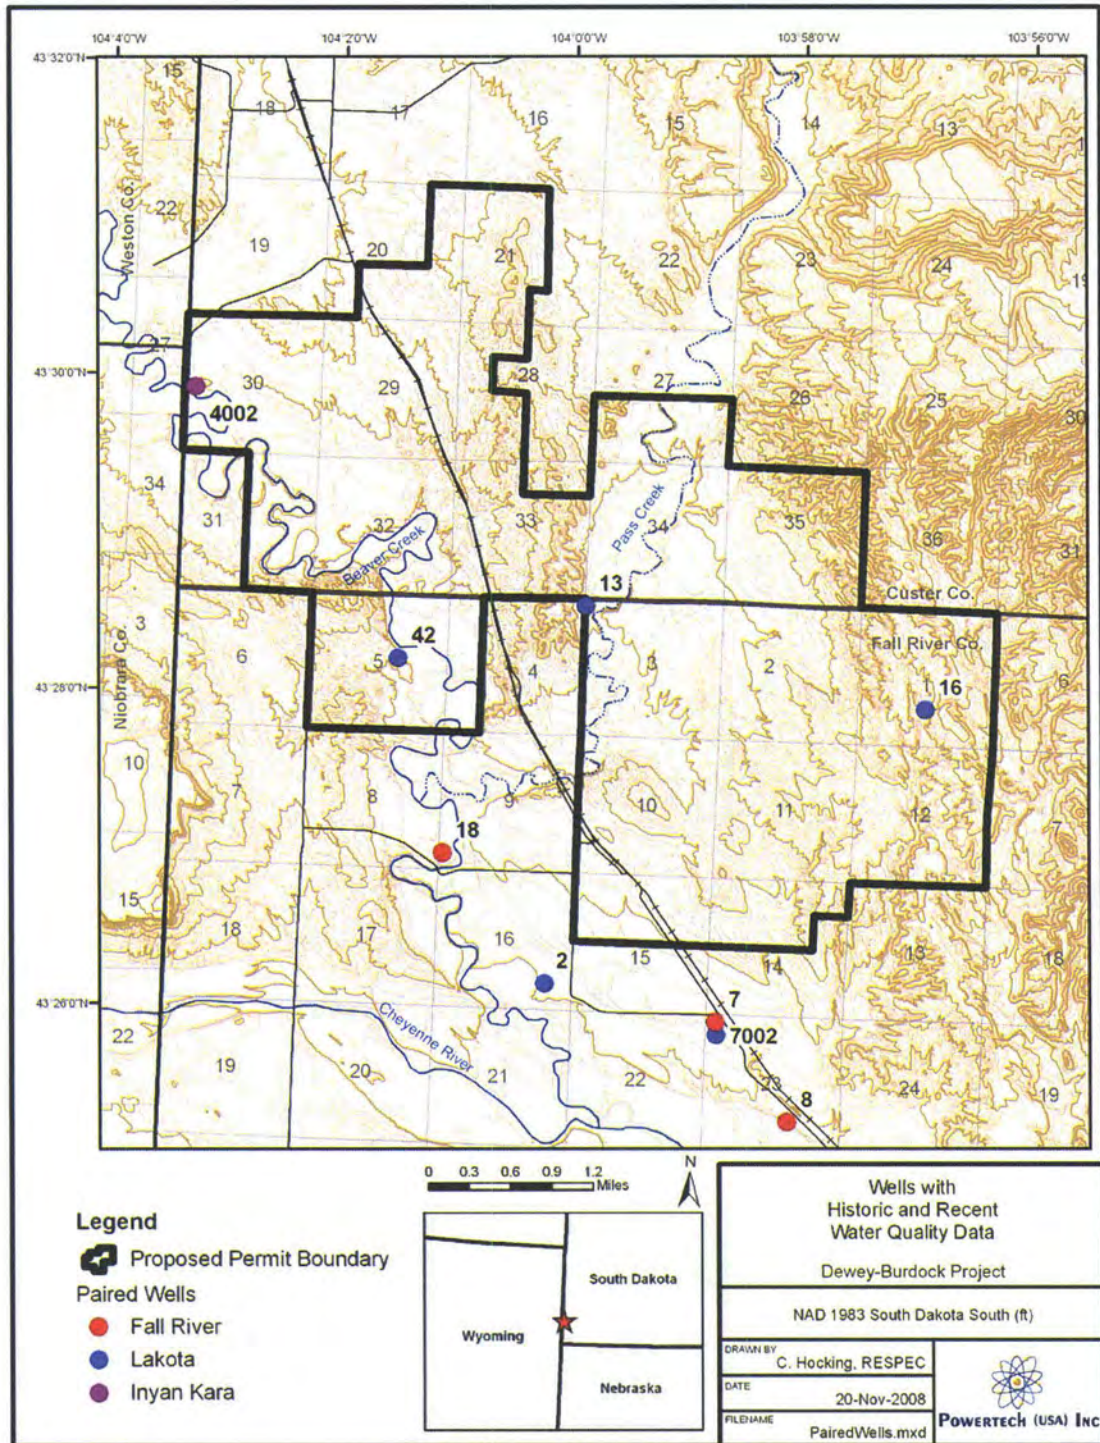 104°4'0"W 104°2'0"W 104°0'0"W 103°58'0"W 103°56'0"W
43°32'0"N
15 18 17 16 15 14 13
Weston Co.
22 19 20 21 22 23 24 19
27
43°30'0"N
30 29 28 27 26 25 30
4002
34 31 32 33 34 35 36 31
Beaver Creek
Pass Creek
13
Custer Co.
Fall River Co.
42
3 6 5 4 3 2 1 6
16
43°28'0"N
Niobrara Co.
10 7 8 9 10 11 12 7
18
15 18 17 16 15 14 13 18
2
7
43°26'0"N
7002
Cheyenne River
22 19 20 21 22 23 24 19
8
0 0.3 0.6 0.9 1.2
Miles
N
Legend
Proposed Permit Boundary
Paired Wells
Fall River
Lakota
Inyan Kara
South Dakota
Wyoming
Nebraska
Wells with
Historic and Recent
Water Quality Data
Dewey-Burdock Project
NAD 1983 South Dakota South (ft)
DRAWN BY
C. Hocking, RESPEC
DATE
20-Nov-2008
FILENAME
PairedWells.mxd
POWERTECH (USA) INC